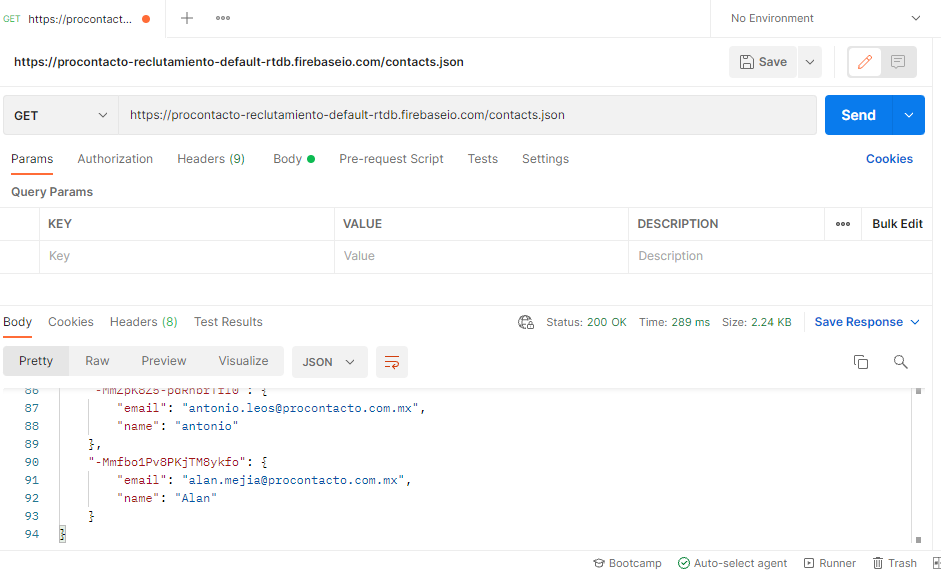 GET https://procontact...
No Environment
https://procontacto-reclutamiento-default-rtdb.firebaseio.com/contacts.json
Save
GET https://procontacto-reclutamiento-default-rtdb.firebaseio.com/contacts.json Send
Params Authorization Headers (9) Body Pre-request Script Tests Settings Cookies
Query Params
KEY VALUE DESCRIPTION Bulk Edit
Key Value Description
Body Cookies Headers (8) Test Results Status: 200 OK Time: 289 ms Size: 2.24 KB Save Response
Pretty Raw Preview Visualize JSON
86 : {
87 "email": "antonio.leos@procontacto.com.mx",
88 "name": "antonio"
89 },
90 "-Mmfbo1Pv8PKjTM8ykfo": {
91 "email": "alan.mejia@procontacto.com.mx",
92 "name": "Alan"
93 }
94 }
Bootcamp Auto-select agent Runner Trash